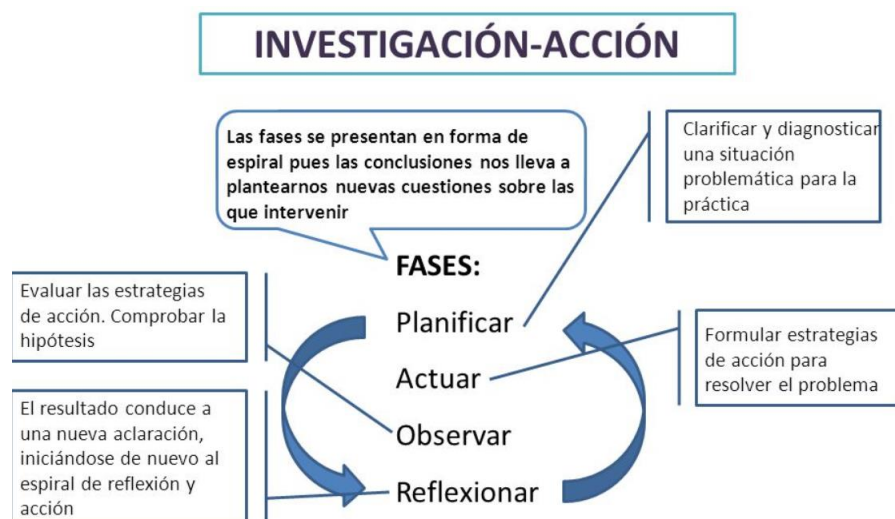 INVESTIGACIÓN-ACCIÓN
Las fases se presentan en forma de
espiral pues las conclusiones nos lleva a
plantearnos nuevas cuestiones sobre las
que intervenir
Clarificar y diagnosticar
una situación
problemática para la
práctica
FASES:
Planificar
Actuar
Observar
Reflexionar
Evaluar las estrategias
de acción. Comprobar la
hipótesis
Formular estrategias
de acción para
resolver el problema
El resultado conduce a
una nueva aclaración,
iniciándose de nuevo al
espiral de reflexión y
acción